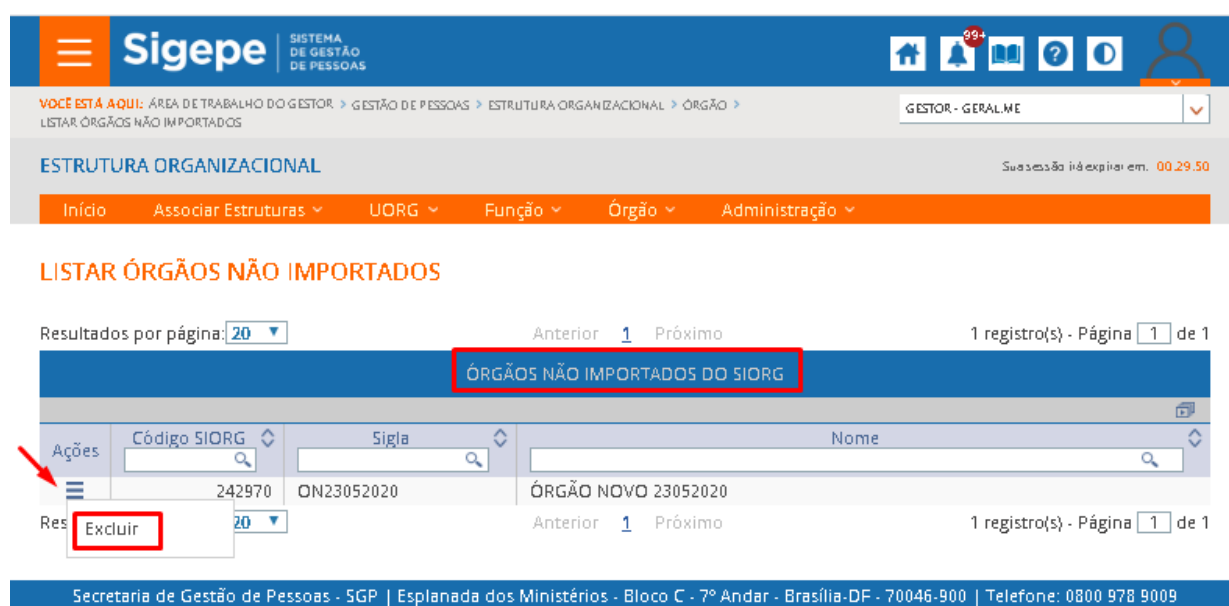 Sigepe
SISTEMA
DE GESTÃO
DE PESSOAS
99+
VOCÊ ESTÁ AQUI: ÁREA DE TRABALHO DO GESTOR > GESTÃO DE PESSOAS > ESTRUTURA ORGANIZACIONAL > ÓRGÃO >
LISTAR ÓRGÃOS NÃO IMPORTADOS
GESTOR - GERAL.ME
ESTRUTURA ORGANIZACIONAL
Sua sessão irá expirar em. 00.29.50
Início Associar Estruturas UORG Função Órgão Administração
LISTAR ÓRGÃOS NÃO IMPORTADOS
Resultados por página: 20 Anterior 1 Próximo 1 registro(s) - Página 1 de 1
ÓRGÃOS NÃO IMPORTADOS DO SIORG
Ações Código SIORG Sigla Nome
242970 ON23052020 ÓRGÃO NOVO 23052020
Res 20 Anterior 1 Próximo 1 registro(s) - Página 1 de 1
Excluir
Secretaria de Gestão de Pessoas - SGP | Esplanada dos Ministérios - Bloco C - 7º Andar - Brasília-DF - 70046-900 | Telefone: 0800 978 9009